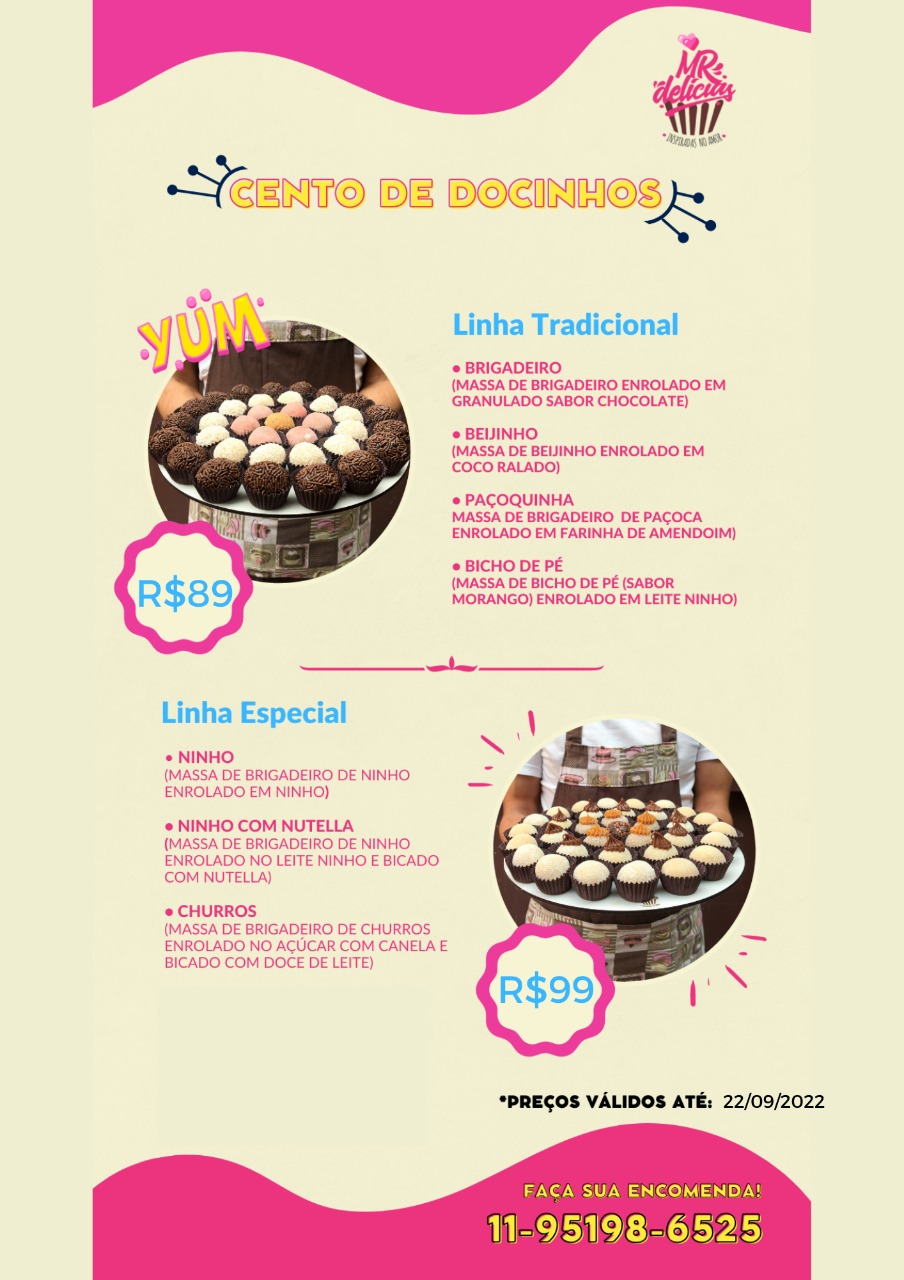 MR
delícias
• INSPIRADAS NO AMOR •
CENTO DE DOCINHOS
YÜM
Linha Tradicional
● BRIGADEIRO
(MASSA DE BRIGADEIRO ENROLADO EM
GRANULADO SABOR CHOCOLATE)
● BEIJINHO
(MASSA DE BEIJINHO ENROLADO EM
COCO RALADO)
● PAÇOQUINHA
MASSA DE BRIGADEIRO DE PAÇOCA
ENROLADO EM FARINHA DE AMENDOIM)
● BICHO DE PÉ
(MASSA DE BICHO DE PÉ (SABOR
MORANGO) ENROLADO EM LEITE NINHO)
R$89
Linha Especial
• NINHO
(MASSA DE BRIGADEIRO DE NINHO
ENROLADO EM NINHO)
● NINHO COM NUTELLA
(MASSA DE BRIGADEIRO DE NINHO
ENROLADO NO LEITE NINHO E BICADO
COM NUTELLA)
● CHURROS
(MASSA DE BRIGADEIRO DE CHURROS
ENROLADO NO AÇÚCAR COM CANELA E
BICADO COM DOCE DE LEITE)
R$99
*PREÇOS VÁLIDOS ATÉ: 22/09/2022
FAÇA SUA ENCOMENDA!
11-95198-6525